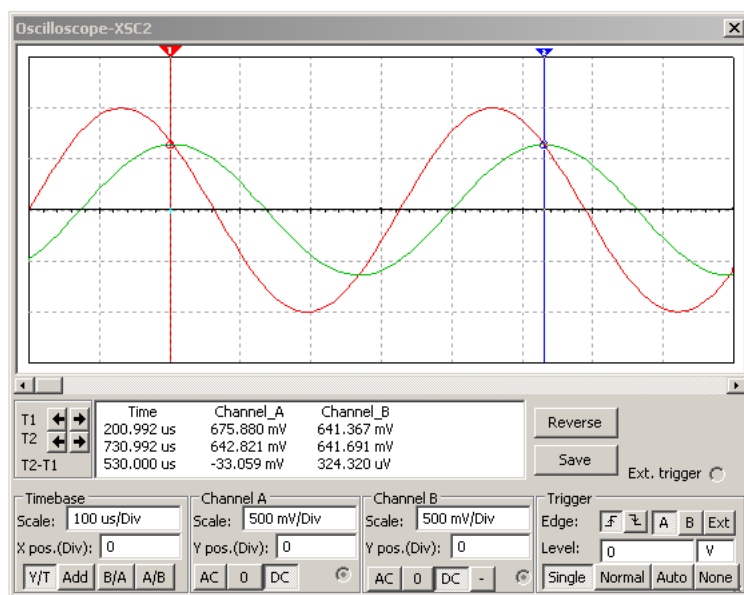 Oscilloscope-XSC2
1
2
Time Channel_A Channel_B
T1 200.992 us 675.880 mV 641.367 mV
T2 730.992 us 642.821 mV 641.691 mV
T2-T1 530.000 us -33.059 mV 324.320 uV
Reverse
Save
Ext. trigger
Timebase
Scale: 100 us/Div
X pos.(Div): 0
Y/T Add B/A A/B
Channel A
Scale: 500 mV/Div
Y pos.(Div): 0
AC 0 DC
Channel B
Scale: 500 mV/Div
Y pos.(Div): 0
AC 0 DC -
Trigger
Edge: A B Ext
Level: 0 V
Single Normal Auto None